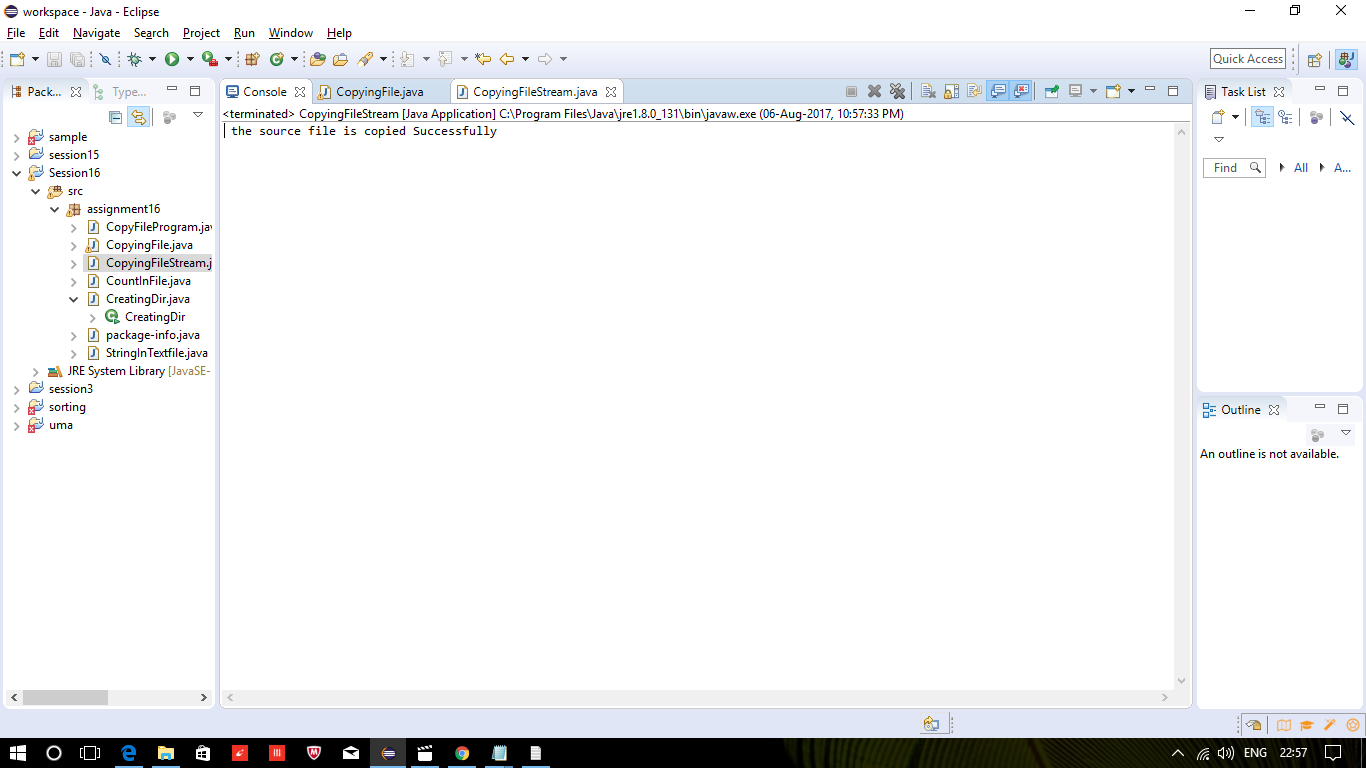 workspace - Java - Eclipse
File Edit Navigate Search Project Run Window Help
Quick Access
Pack... Type...
sample
session15
Session16
src
assignment16
CopyFileProgram.jav
CopyingFile.java
CopyingFileStream.j
CountInFile.java
CreatingDir.java
CreatingDir
package-info.java
StringInTextfile.java
JRE System Library [JavaSE-
session3
sorting
uma
Console CopyingFile.java CopyingFileStream.java
<terminated> CopyingFileStream [Java Application] C:\Program Files\Java\jre1.8.0_131\bin\javaw.exe (06-Aug-2017, 10:57:33 PM)
the source file is copied Successfully
Task List
Find All A...
Outline
An outline is not available.
ENG 22:57